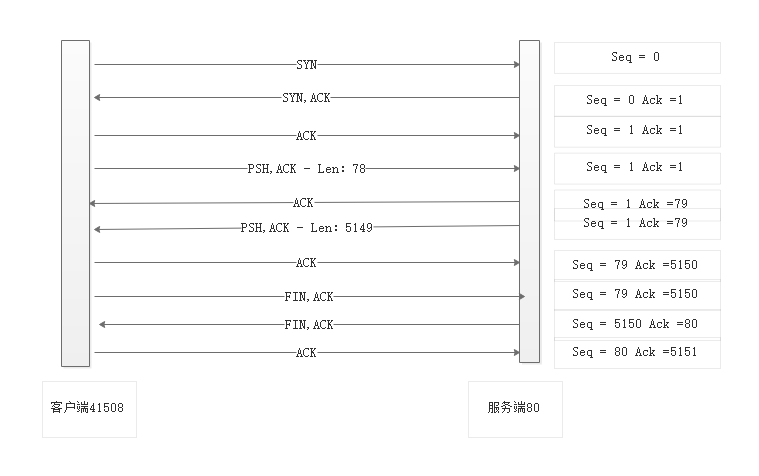 SYN
Seq = 0
SYN,ACK
Seq = 0 Ack =1
ACK
Seq = 1 Ack =1
PSH,ACK - Len: 78
Seq = 1 Ack =1
ACK
Seq = 1 Ack =79
PSH,ACK - Len: 5149
Seq = 1 Ack =79
ACK
Seq = 79 Ack =5150
FIN,ACK
Seq = 79 Ack =5150
FIN,ACK
Seq = 5150 Ack =80
ACK
Seq = 80 Ack =5151
客户端41508
服务端80